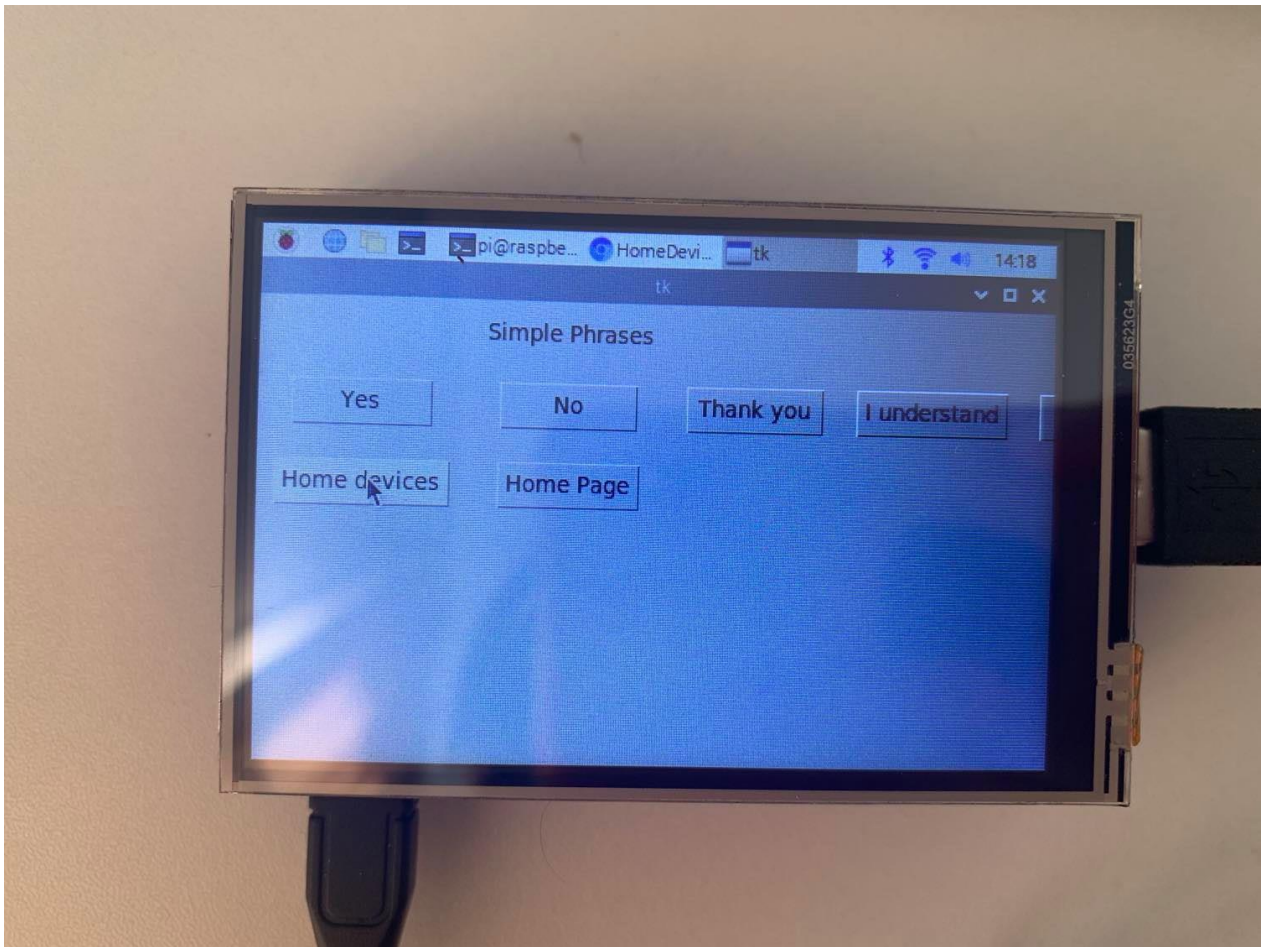 pi@raspbe... HomeDevi... tk 14:18
tk
Simple Phrases
Yes No Thank you I understand
Home devices Home Page
035623G4